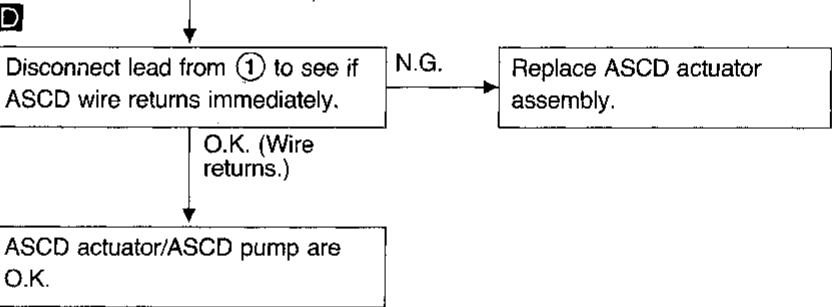 D
Disconnect lead from ① to see if
ASCD wire returns immediately.
N.G.
Replace ASCD actuator
assembly.
O.K. (Wire
returns.)
ASCD actuator/ASCD pump are
O.K.